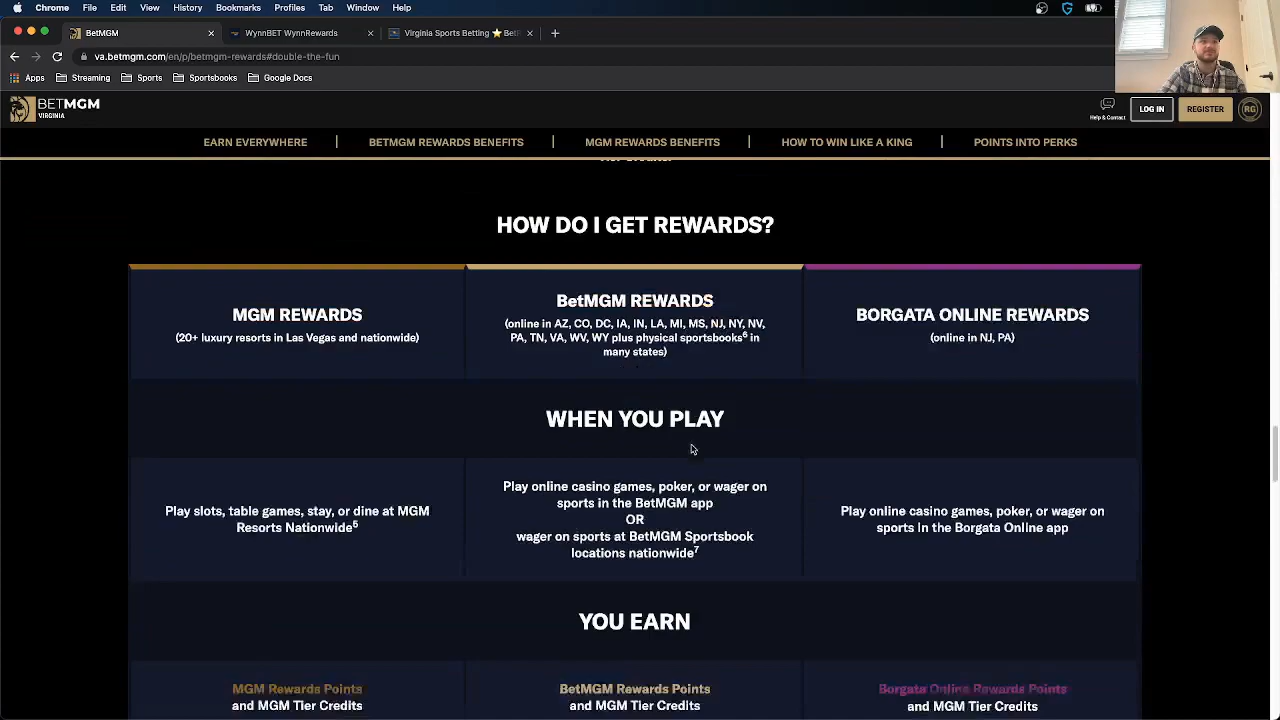 Chrome File Edit View History Bookmarks Profiles Tab Window Help
BetMGM
va.betmgm.com/en/p/betmgm-rewards
Apps Streaming Sports Sportsbooks Google Docs
BETMGM
VIRGINIA
Help & Contact
LOG IN
REGISTER
RG
EARN EVERYWHERE
BETMGM REWARDS BENEFITS
MGM REWARDS BENEFITS
HOW TO WIN LIKE A KING
POINTS INTO PERKS
HOW DO I GET REWARDS?
MGM REWARDS
(20+ luxury resorts in Las Vegas and nationwide)
BetMGM REWARDS
(online in AZ, CO, DC, IA, IN, LA, MI, MS, NJ, NY, NV,
PA, TN, VA, WV, WY plus physical sportsbooks6 in
many states)
BORGATA ONLINE REWARDS
(online in NJ, PA)
WHEN YOU PLAY
Play slots, table games, stay, or dine at MGM
Resorts Nationwide5
Play online casino games, poker, or wager on
sports in the BetMGM app
OR
wager on sports at BetMGM Sportsbook
locations nationwide7
Play online casino games, poker, or wager on
sports in the Borgata Online app
YOU EARN
MGM Rewards Points
and MGM Tier Credits
BetMGM Rewards Points
and MGM Tier Credits
Borgata Online Rewards Points
and MGM Tier Credits